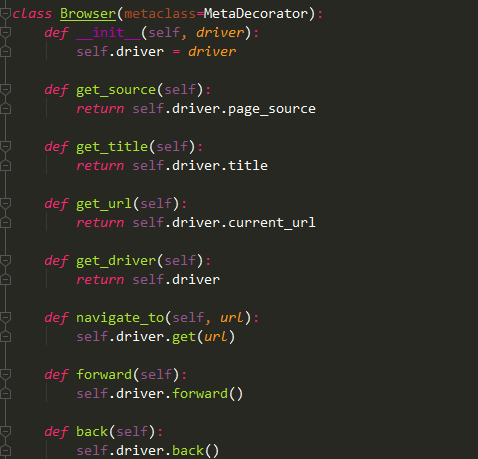 class Browser(metaclass=MetaDecorator):
    def __init__(self, driver):
        self.driver = driver
    def get_source(self):
        return self.driver.page_source
    def get_title(self):
        return self.driver.title
    def get_url(self):
        return self.driver.current_url
    def get_driver(self):
        return self.driver
    def navigate_to(self, url):
        self.driver.get(url)
    def forward(self):
        self.driver.forward()
    def back(self):
        self.driver.back()